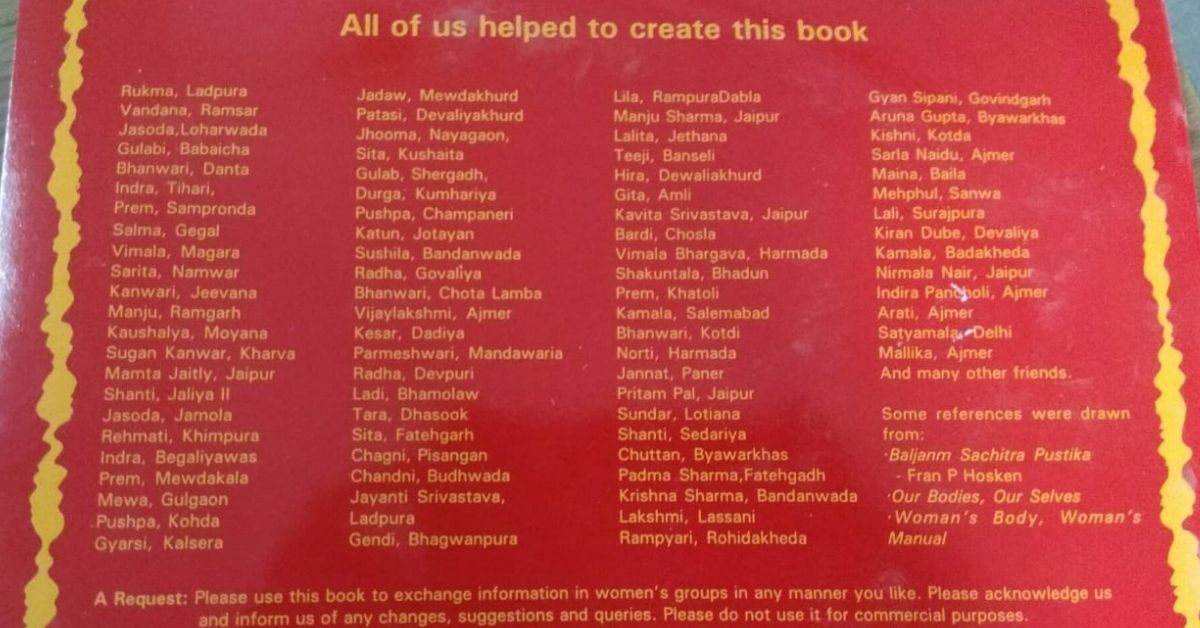 All of us helped to create this book
Rukma, Ladpura
Vandana, Ramsar
Jasoda,Loharwada
Gulabi, Babaicha
Bhanwari, Danta
Indra, Tihari,
Prem, Sampronda
Salma, Gegal
Vimala, Magara
Sarita, Namwar
Kanwari, Jeevana
Manju, Ramgarh
Kaushalya, Moyana
Sugan Kanwar, Kharva
Mamta Jaitly, Jaipur
Shanti, Jaliya II
Jasoda, Jamola
Rehmati, Khimpura
Indra, Begaliyawas
Prem, Mewdakala
Mewa, Gulgaon
Pushpa, Kohda
Gyarsi, Kalsera
Jadaw, Mewdakhurd
Patasi, Devaliyakhurd
Jhooma, Nayagaon,
Sita, Kushaita
Gulab, Shergadh,
Durga, Kumhariya
Pushpa, Champaneri
Katun, Jotayan
Sushila, Bandanwada
Radha, Govaliya
Bhanwari, Chota Lamba
Vijaylakshmi, Ajmer
Kesar, Dadiya
Parmeshwari, Mandawaria
Radha, Devpuri
Ladi, Bhamolaw
Tara, Dhasook
Sita, Fatehgarh
Chagni, Pisangan
Chandni, Budhwada
Jayanti Srivastava,
Ladpura
Gendi, Bhagwanpura
Lila, RampuraDabla
Manju Sharma, Jaipur
Lalita, Jethana
Teeji, Banseli
Hira, Dewaliakhurd
Gita, Amli
Kavita Srivastava, Jaipur
Bardi, Chosla
Vimala Bhargava, Harmada
Shakuntala, Bhadun
Prem, Khatoli
Kamala, Salemabad
Bhanwari, Kotdi
Norti, Harmada
Jannat, Paner
Pritam Pal, Jaipur
Sundar, Lotiana
Shanti, Sedariya
Chuttan, Byawarkhas
Padma Sharma,Fatehgadh
Krishna Sharma, Bandanwada
Lakshmi, Lassani
Rampyari, Rohidakheda
Gyan Sipani, Govindgarh
Aruna Gupta, Byawarkhas
Kishni, Kotda
Sarla Naidu, Ajmer
Maina, Baila
Mehphul, Sanwa
Lali, Surajpura
Kiran Dube, Devaliya
Kamala, Badakheda
Nirmala Nair, Jaipur
Indira Pancholi, Ajmer
Arati, Ajmer
Satyamala, Delhi
Mallika, Ajmer
And many other friends.
Some references were drawn
from:
·Baljanm Sachitra Pustika
- Fran P Hosken
·Our Bodies, Our Selves
·Woman's Body, Woman's
Manual
A Request: Please use this book to exchange information in women's groups in any manner you like. Please acknowledge us
and inform us of any changes, suggestions and queries. Please do not use it for commercial purposes.